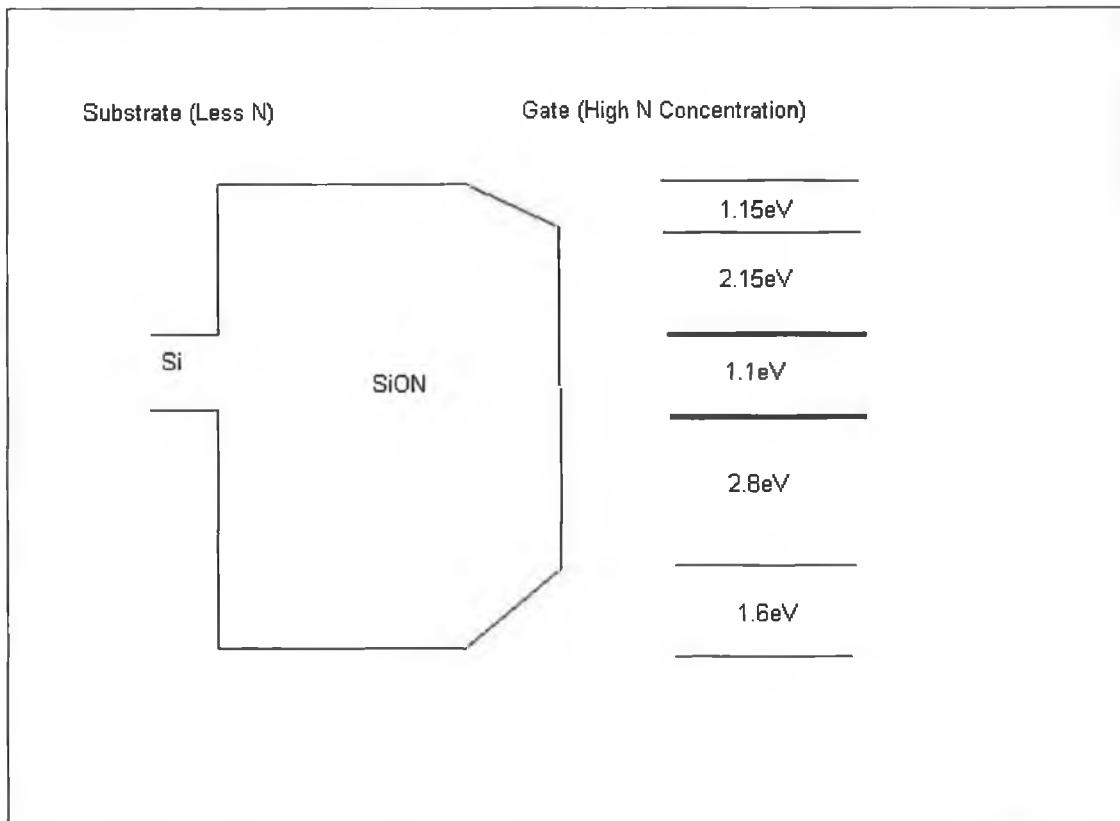 Substrate (Less N)
Gate (High N Concentration)
1.15eV
2.15eV
Si
1.1eV
SiON
2.8eV
1.6eV